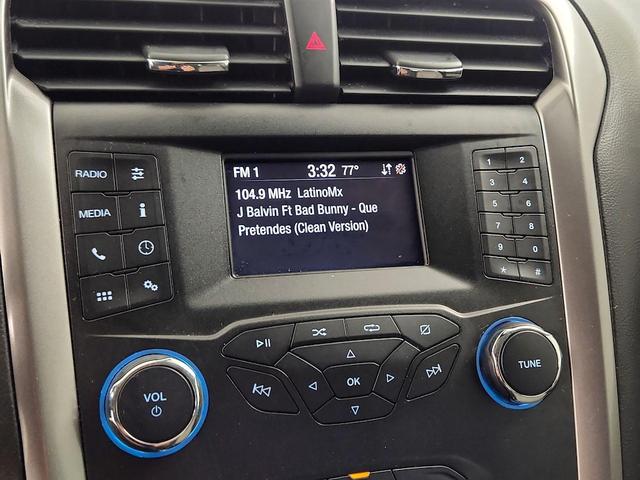 FM 1 3:32 77°
104.9 MHz LatinoMx
J Balvin Ft Bad Bunny - Que
Pretendes (Clean Version)
RADIO
MEDIA
i
1 2
3 4
5 6
7 8
9 0
* #
VOL
OK
TUNE